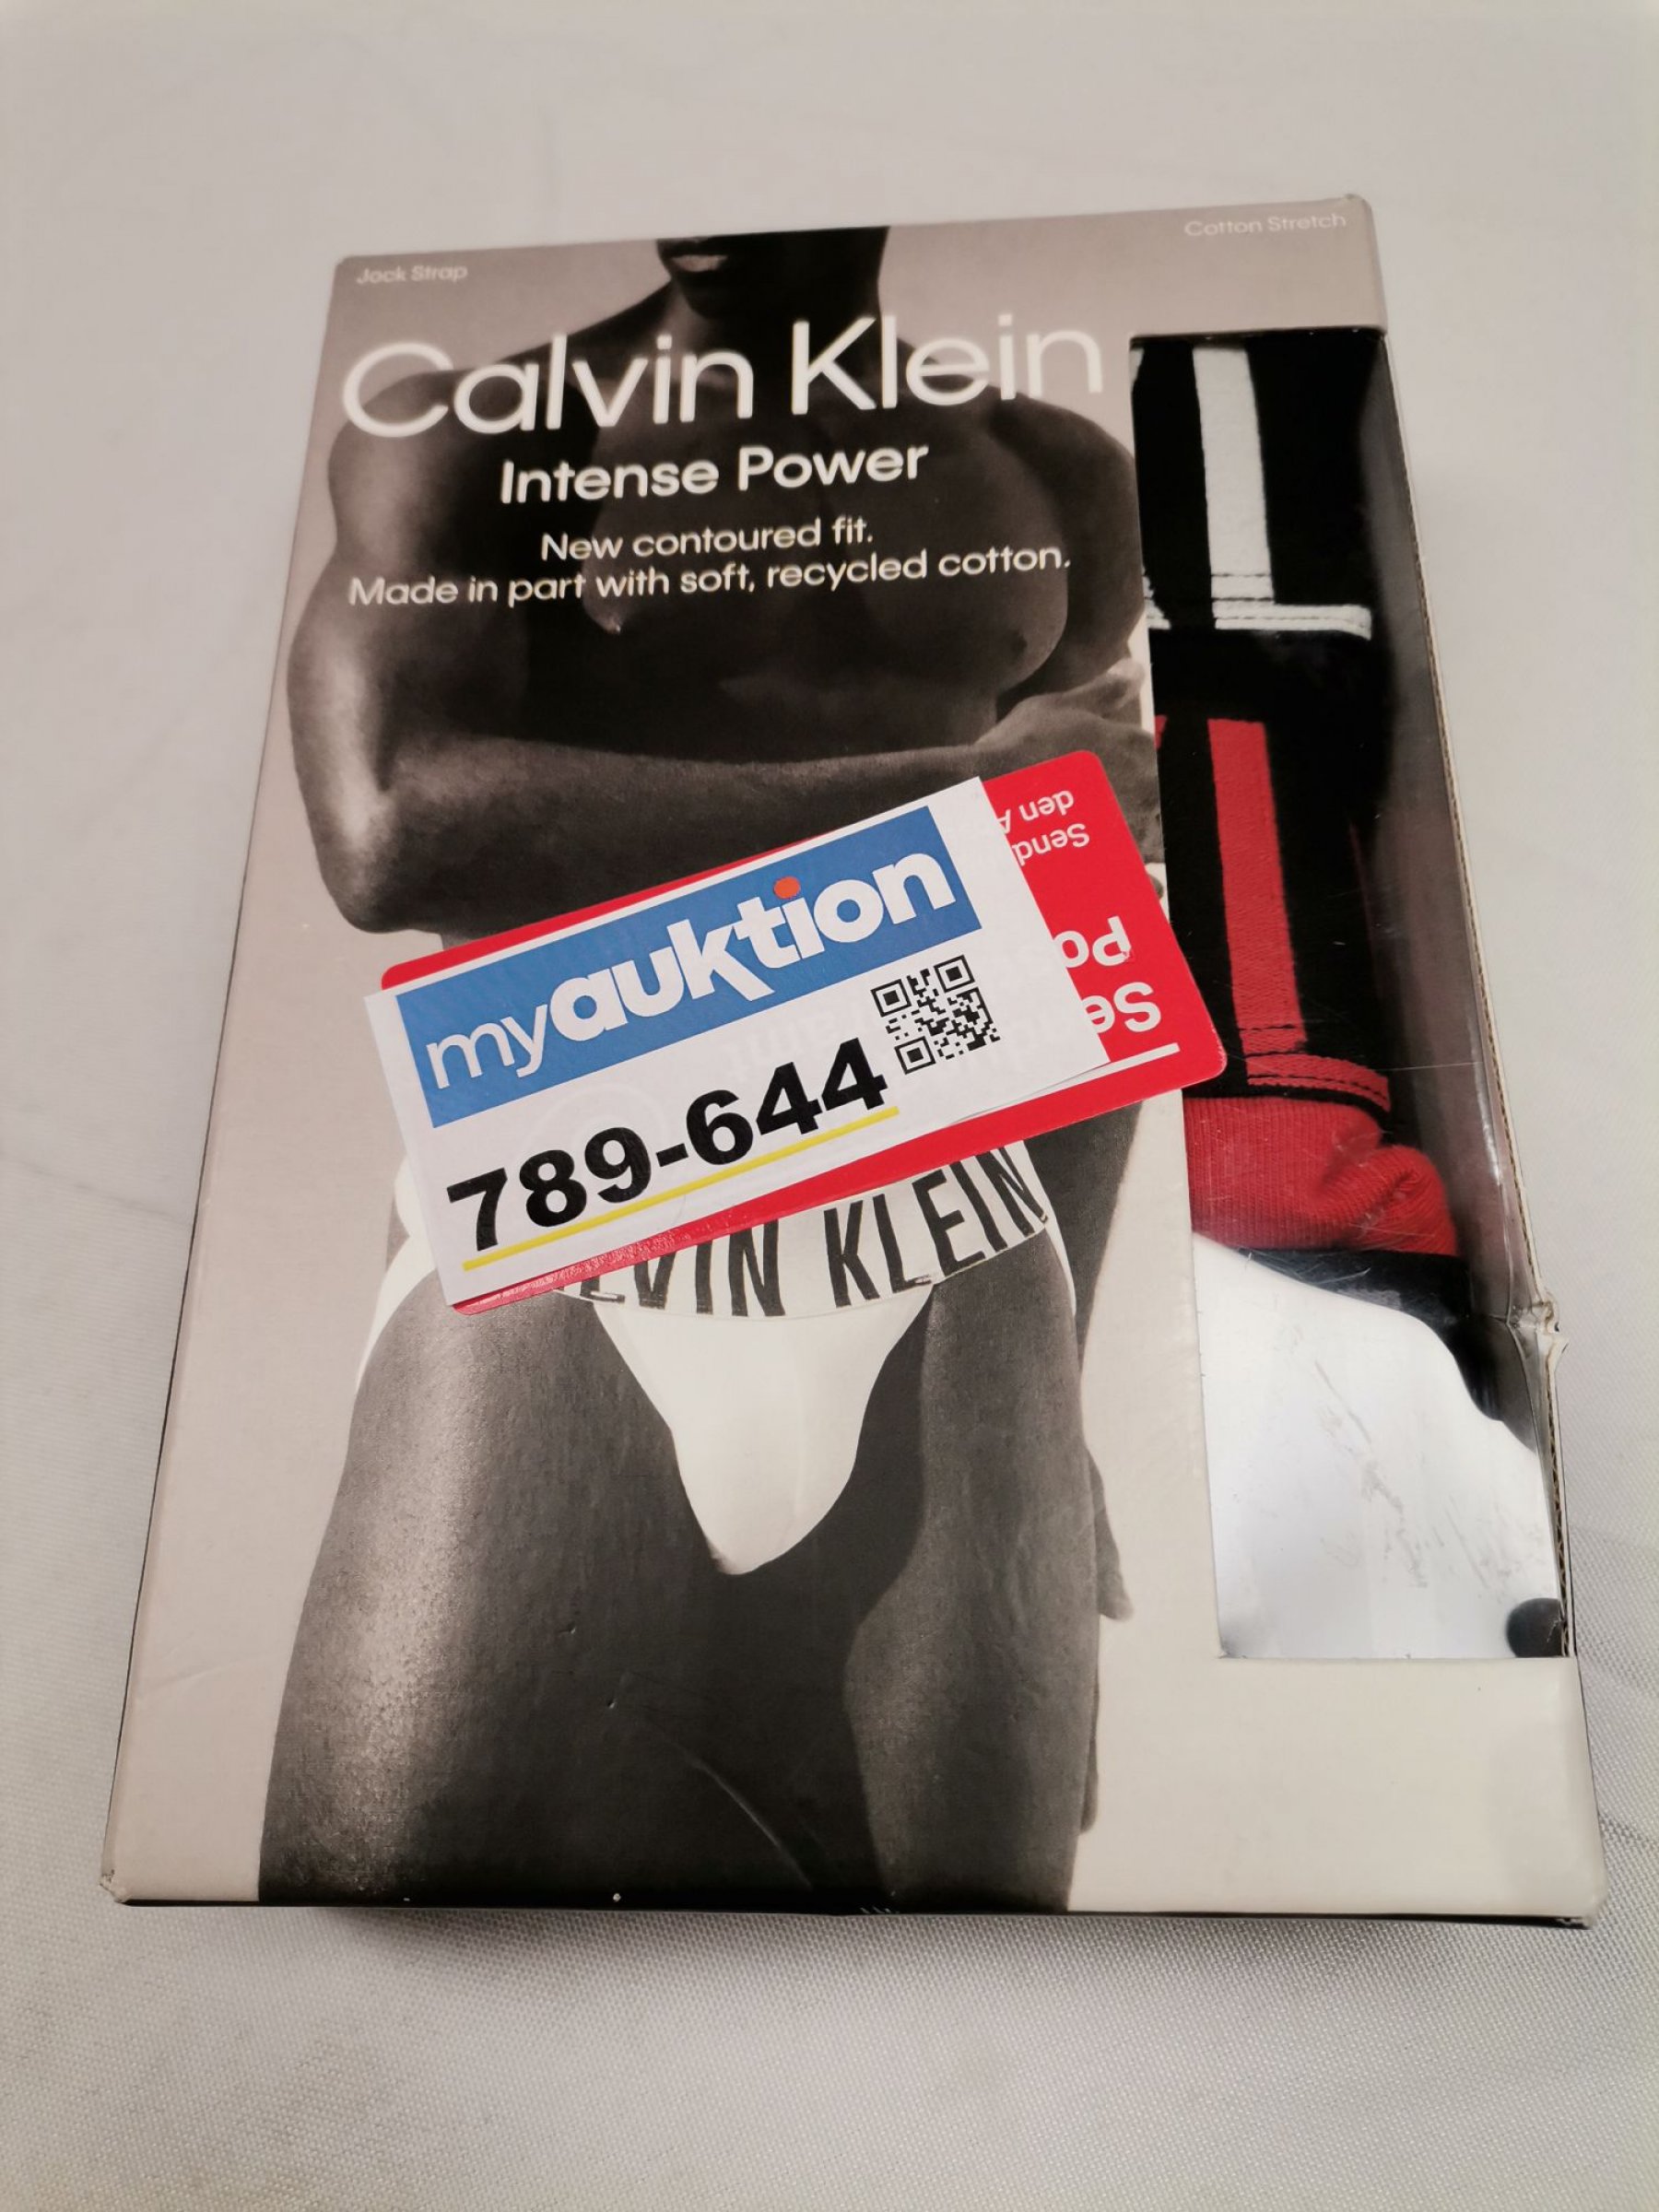 Jock Strap
Cotton Stretch
Calvin Klein
Intense Power
New contoured fit.
Made in part with soft, recycled cotton.
myauktion
789-644
den
KLEIN